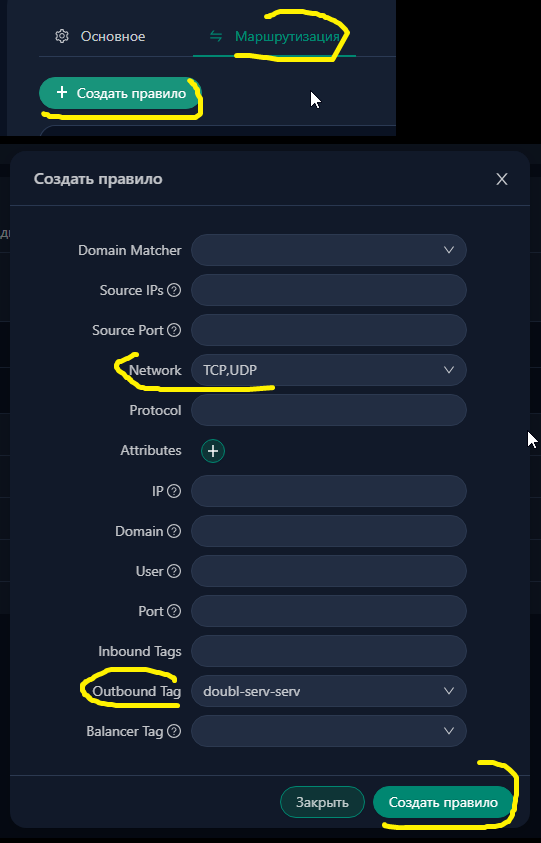 Основное
Маршрутизация
+ Создать правило
Создать правило
Domain Matcher
Source IPs
Source Port
Network TCP,UDP
Protocol
Attributes
IP
Domain
User
Port
Inbound Tags
Outbound Tag doubl-serv-serv
Balancer Tag
Закрыть
Создать правило